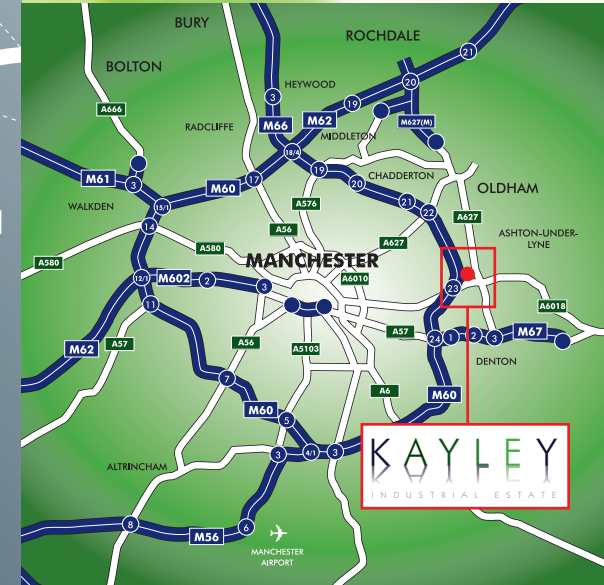 BURY
ROCHDALE
21
BOLTON
20
HEYWOOD
3
19
A666
M66
M62
M627(M)
RADCLIFFE
MIDDLETON
18/4
19
CHADDERTON
M61
3
M60
17
20
OLDHAM
WALKDEN
15/1
A576
21
22
A627
14
A56
A627
ASHTON-UNDER-
LYNE
A580
A580
MANCHESTER
12/1
M602
2
3
A6010
23
11
A6018
M62
A57
A56
A5103
A57
24
1
2
3
M67
DENTON
7
A6
M60
M60
5
3
4/1
3
KAYLEY
INDUSTRIAL ESTATE
ALTRINCHAM
8
M56
6
MANCHESTER
AIRPORT